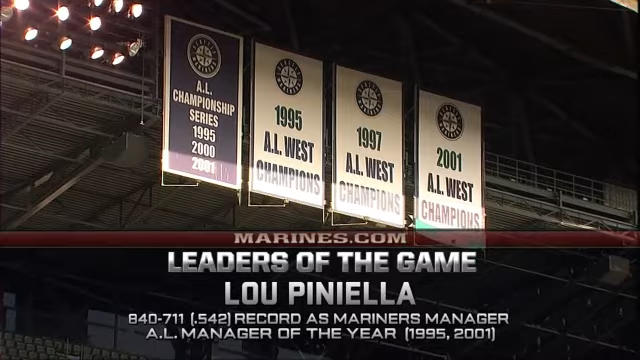 A.L.
CHAMPIONSHIP
SERIES
1995
2000
2001
1995
A.L. WEST
CHAMPIONS
1997
A.L. WEST
CHAMPIONS
2001
A.L. WEST
CHAMPIONS
MARINES.COM
LEADERS OF THE GAME
LOU PINIELLA
840-711 (.542) RECORD AS MARINERS MANAGER
A.L. MANAGER OF THE YEAR (1995, 2001)